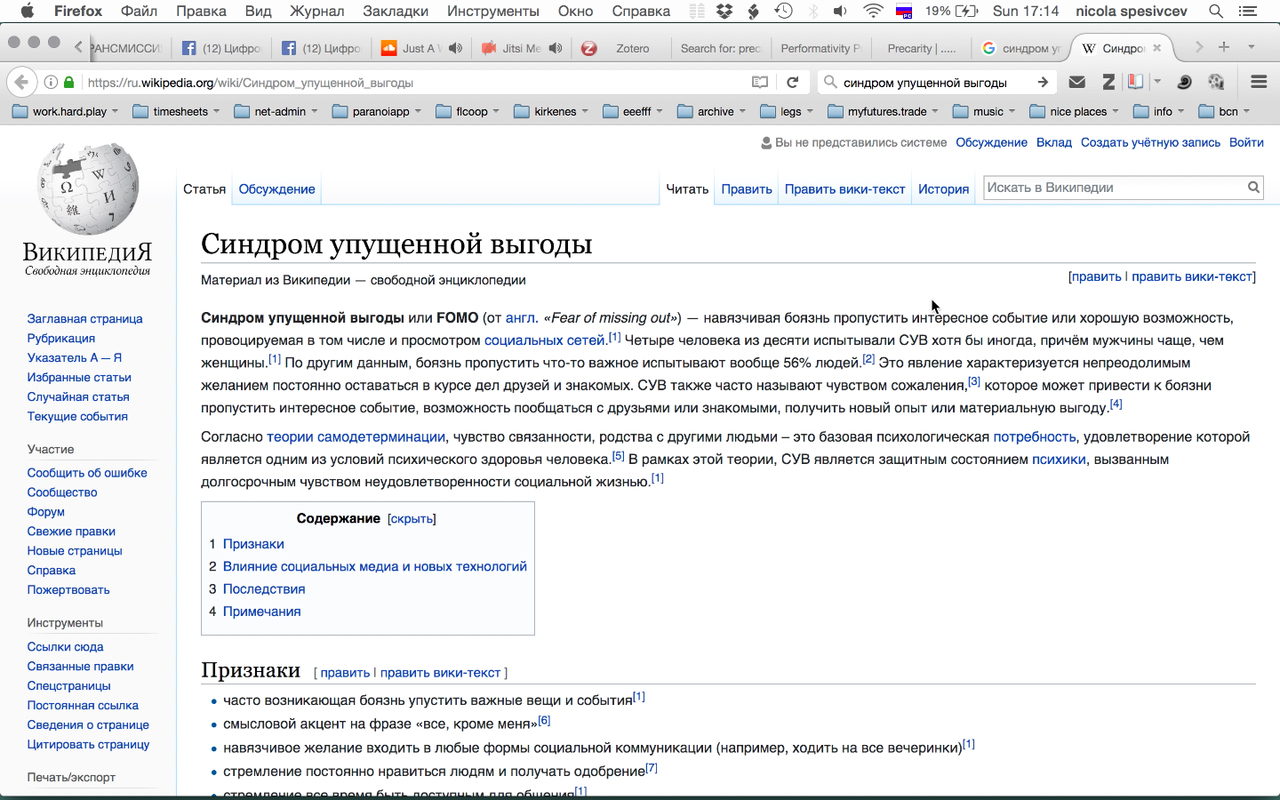 Firefox Файл Правка Вид Журнал Закладки Инструменты Окно Справка 19% Sun 17:14 nicola spesivcev
РАНСМИССИ (12) Цифро (12) Цифро Just A Jitsi Me Zotero Search for: prec Performativity P Precarity | ..... синдром у Синдро
https://ru.wikipedia.org/wiki/Синдром_упущенной_выгоды синдром упущенной выгоды
work.hard.play timesheets net-admin paranoiapp flcoop kirkenes eeefff archive legs myfutures.trade music nice places info bcn
Вы не представились системе Обсуждение Вклад Создать учётную запись Войти
Статья Обсуждение Читать Править Править вики-текст История Искать в Википедии
ВИКИПЕДИЯ
Свободная энциклопедия
Заглавная страница
Рубрикация
Указатель А — Я
Избранные статьи
Случайная статья
Текущие события
Участие
Сообщить об ошибке
Сообщество
Форум
Свежие правки
Новые страницы
Справка
Пожертвовать
Инструменты
Ссылки сюда
Связанные правки
Спецстраницы
Постоянная ссылка
Сведения о странице
Цитировать страницу
Печать/экспорт
Синдром упущенной выгоды
Материал из Википедии — свободной энциклопедии
[править | править вики-текст]
Синдром упущенной выгоды или FOMO (от англ. «Fear of missing out») — навязчивая боязнь пропустить интересное событие или хорошую возможность,
провоцируемая в том числе и просмотром социальных сетей.[1] Четыре человека из десяти испытывали СУВ хотя бы иногда, причём мужчины чаще, чем
женщины.[1] По другим данным, боязнь пропустить что-то важное испытывают вообще 56% людей.[2] Это явление характеризуется непреодолимым
желанием постоянно оставаться в курсе дел друзей и знакомых. СУВ также часто называют чувством сожаления,[3] которое может привести к боязни
пропустить интересное событие, возможность пообщаться с друзьями или знакомыми, получить новый опыт или материальную выгоду.[4]
Согласно теории самодетерминации, чувство связанности, родства с другими людьми – это базовая психологическая потребность, удовлетворение которой
является одним из условий психического здоровья человека.[5] В рамках этой теории, СУВ является защитным состоянием психики, вызванным
долгосрочным чувством неудовлетворенности социальной жизнью.[1]
Содержание [скрыть]
1 Признаки
2 Влияние социальных медиа и новых технологий
3 Последствия
4 Примечания
Признаки [ править | править вики-текст ]
часто возникающая боязнь упустить важные вещи и события[1]
смысловой акцент на фразе «все, кроме меня»[6]
навязчивое желание входить в любые формы социальной коммуникации (например, ходить на все вечеринки)[1]
стремление постоянно нравиться людям и получать одобрение[7]
стремление все время быть доступным для общения[1]